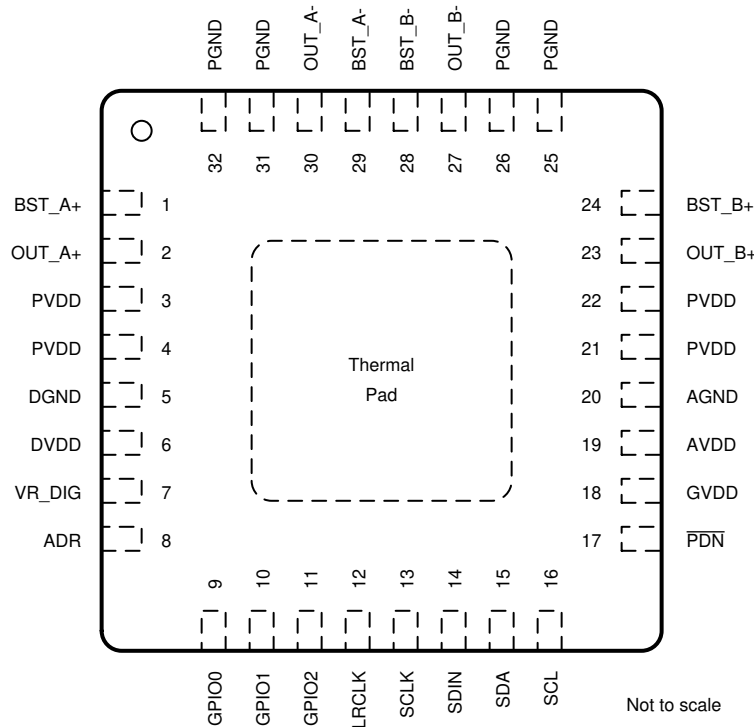 PGND
PGND
OUT_A-
BST_A-
BST_B-
OUT_B-
PGND
PGND
32
31
30
29
28
27
26
25
BST_A+ 1
24 BST_B+
OUT_A+ 2
23 OUT_B+
PVDD 3
22 PVDD
PVDD 4
21 PVDD
DGND 5
20 AGND
DVDD 6
19 AVDD
VR_DIG 7
18 GVDD
ADR 8
17 PDN
Thermal
Pad
9
10
11
12
13
14
15
16
GPIO0
GPIO1
GPIO2
LRCLK
SCLK
SDIN
SDA
SCL
Not to scale